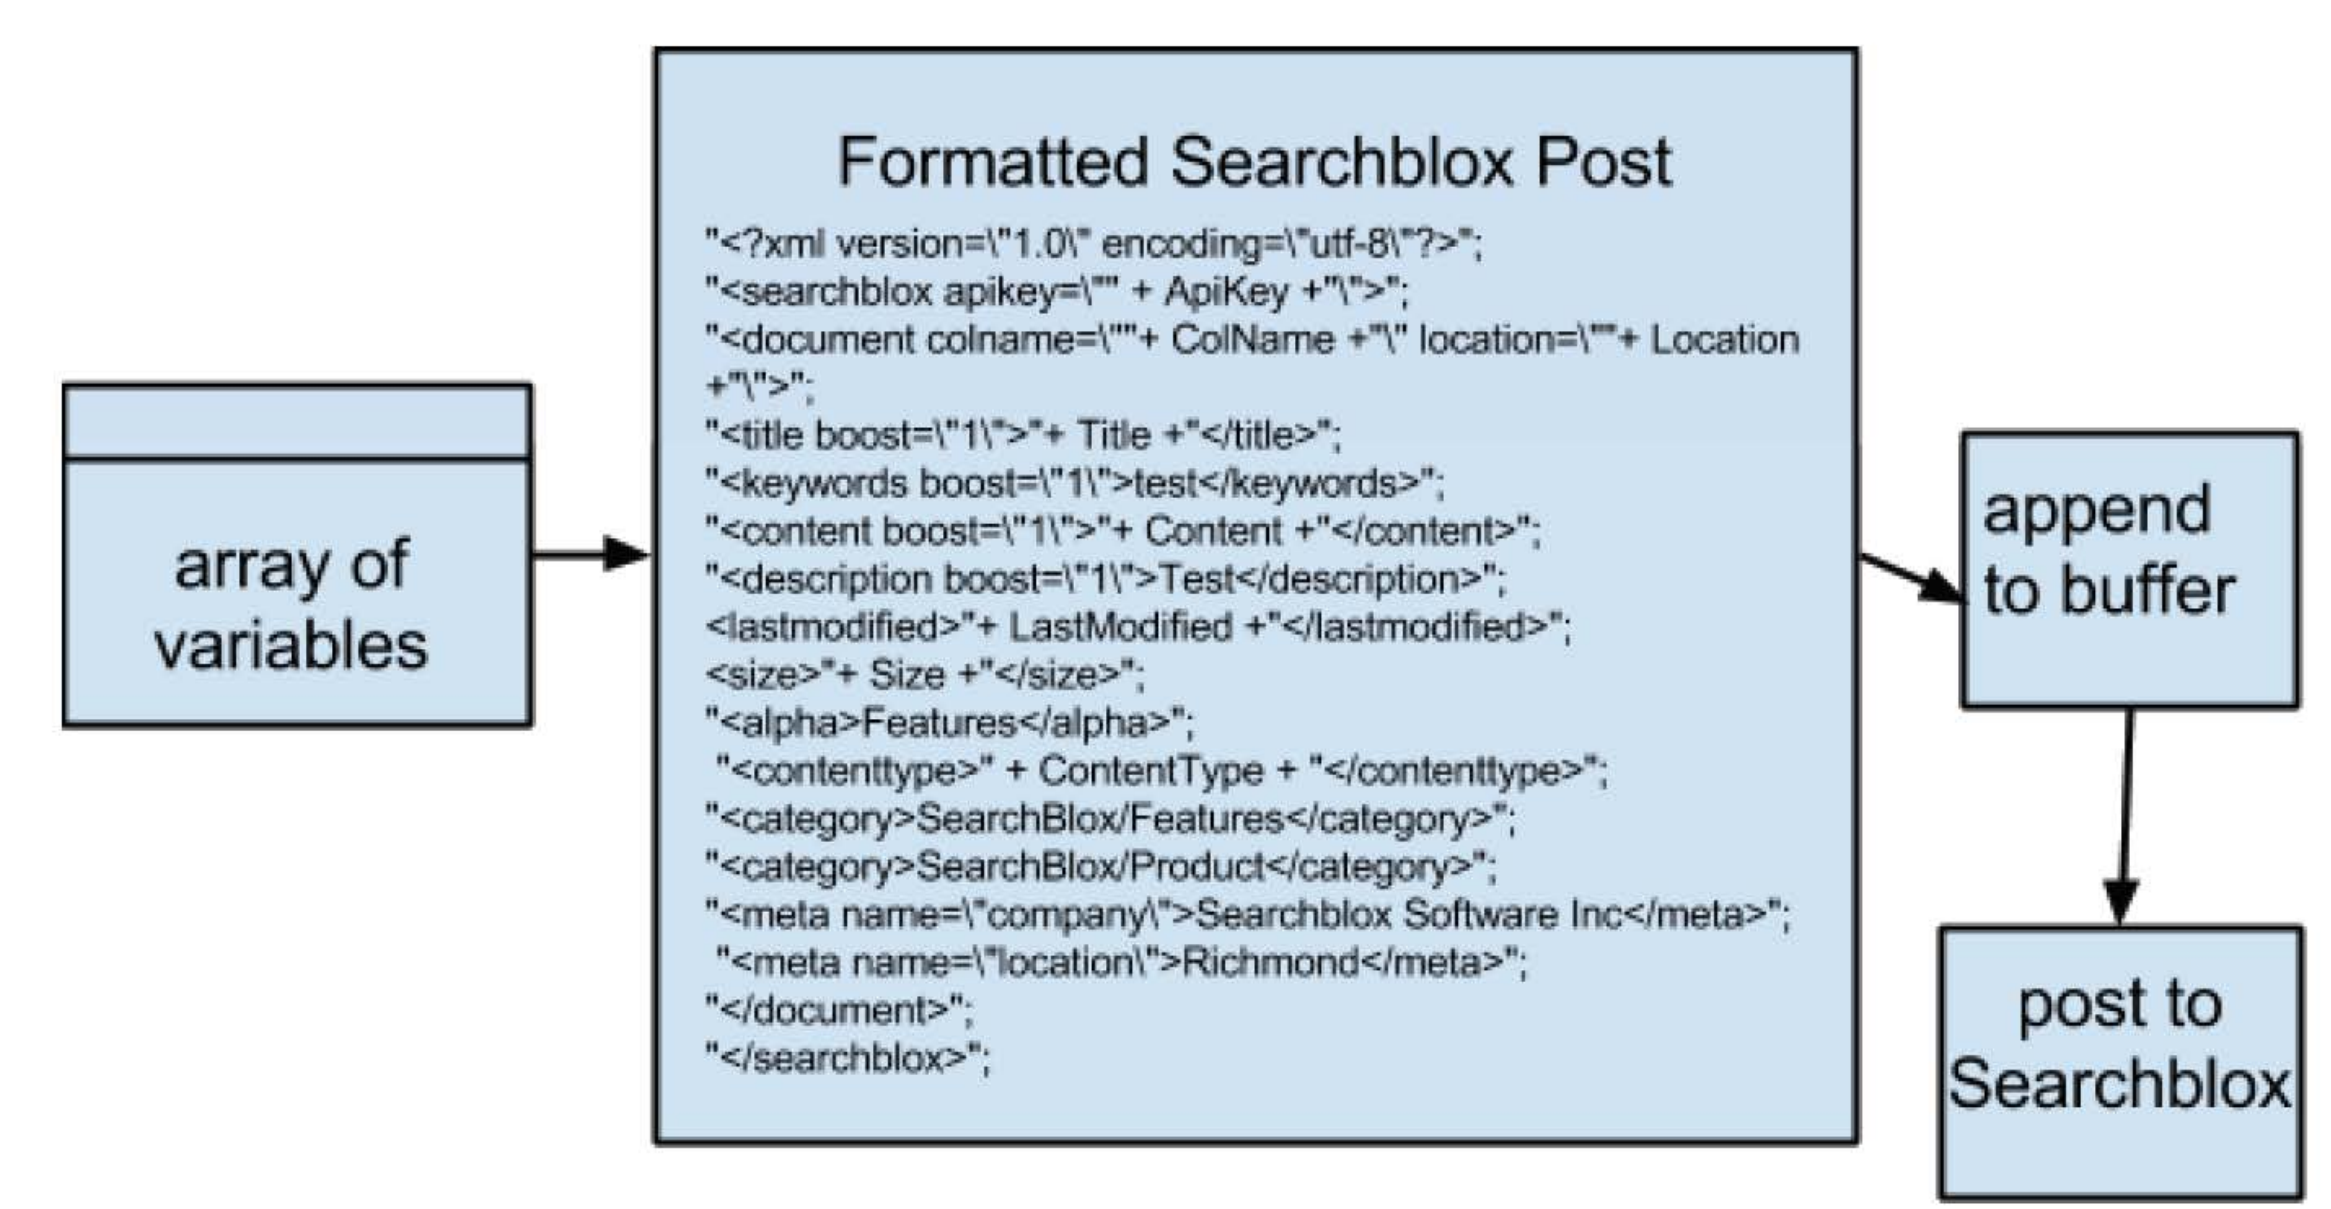 array of
variables
Formatted Searchblox Post
"<?xml version=\"1.0\" encoding=\"utf-8\"?>";
"<searchblox apikey=\"" + ApiKey +"\">";
"<document colname=\""+ ColName +"\" location=\""+ Location
+"\">";
"<title boost=\"1\">"+ Title +"</title>";
"<keywords boost=\"1\">test</keywords>";
"<content boost=\"1\">"+ Content +"</content>";
"<description boost=\"1\">Test</description>";
<lastmodified>"+ LastModified +"</lastmodified>";
<size>"+ Size +"</size>";
"<alpha>Features</alpha>";
"<contenttype>" + ContentType + "</contenttype>";
"<category>SearchBlox/Features</category>";
"<category>SearchBlox/Product</category>";
"<meta name=\"company\">Searchblox Software Inc</meta>";
"<meta name=\"location\">Richmond</meta>";
"</document>";
"</searchblox>";
append
to buffer
post to
Searchblox